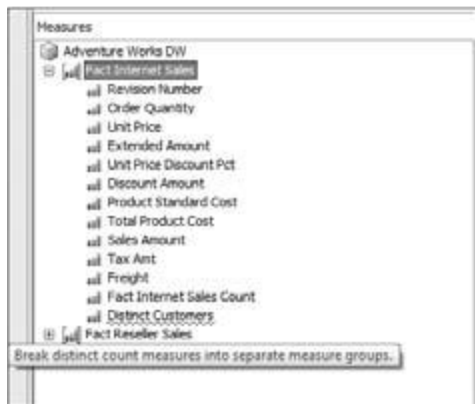 Measures
Adventure Works DW
Fact Internet Sales
Revision Number
Order Quantity
Unit Price
Extended Amount
Unit Price Discount Pct
Discount Amount
Product Standard Cost
Total Product Cost
Sales Amount
Tax Amt
Freight
Fact Internet Sales Count
Distinct Customers
Fact Reseller Sales
Break distinct count measures into separate measure groups.